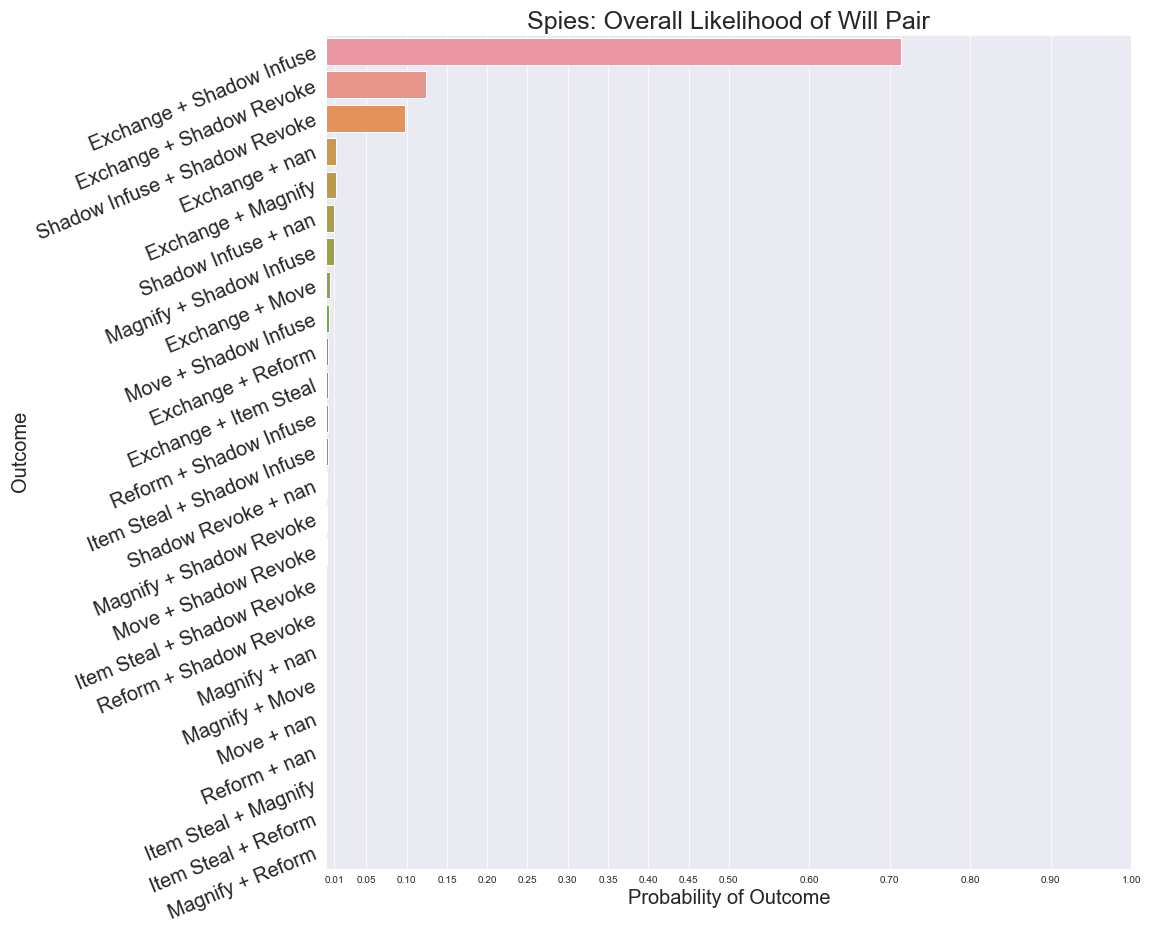 Spies: Overall Likelihood of Will Pair
Exchange + Shadow Infuse
Exchange + Shadow Revoke
Shadow Infuse + Shadow Revoke
Exchange + nan
Exchange + Magnify
Shadow Infuse + nan
Magnify + Shadow Infuse
Exchange + Move
Move + Shadow Infuse
Exchange + Reform
Exchange + Item Steal
Reform + Shadow Infuse
Item Steal + Shadow Infuse
Shadow Revoke + nan
Magnify + Shadow Revoke
Move + Shadow Revoke
Item Steal + Shadow Revoke
Reform + Shadow Revoke
Magnify + nan
Magnify + Move
Move + nan
Reform + nan
Item Steal + Magnify
Item Steal + Reform
Magnify + Reform
Outcome
0.01 0.05 0.10 0.15 0.20 0.25 0.30 0.35 0.40 0.45 0.50 0.60 0.70 0.80 0.90 1.00
Probability of Outcome